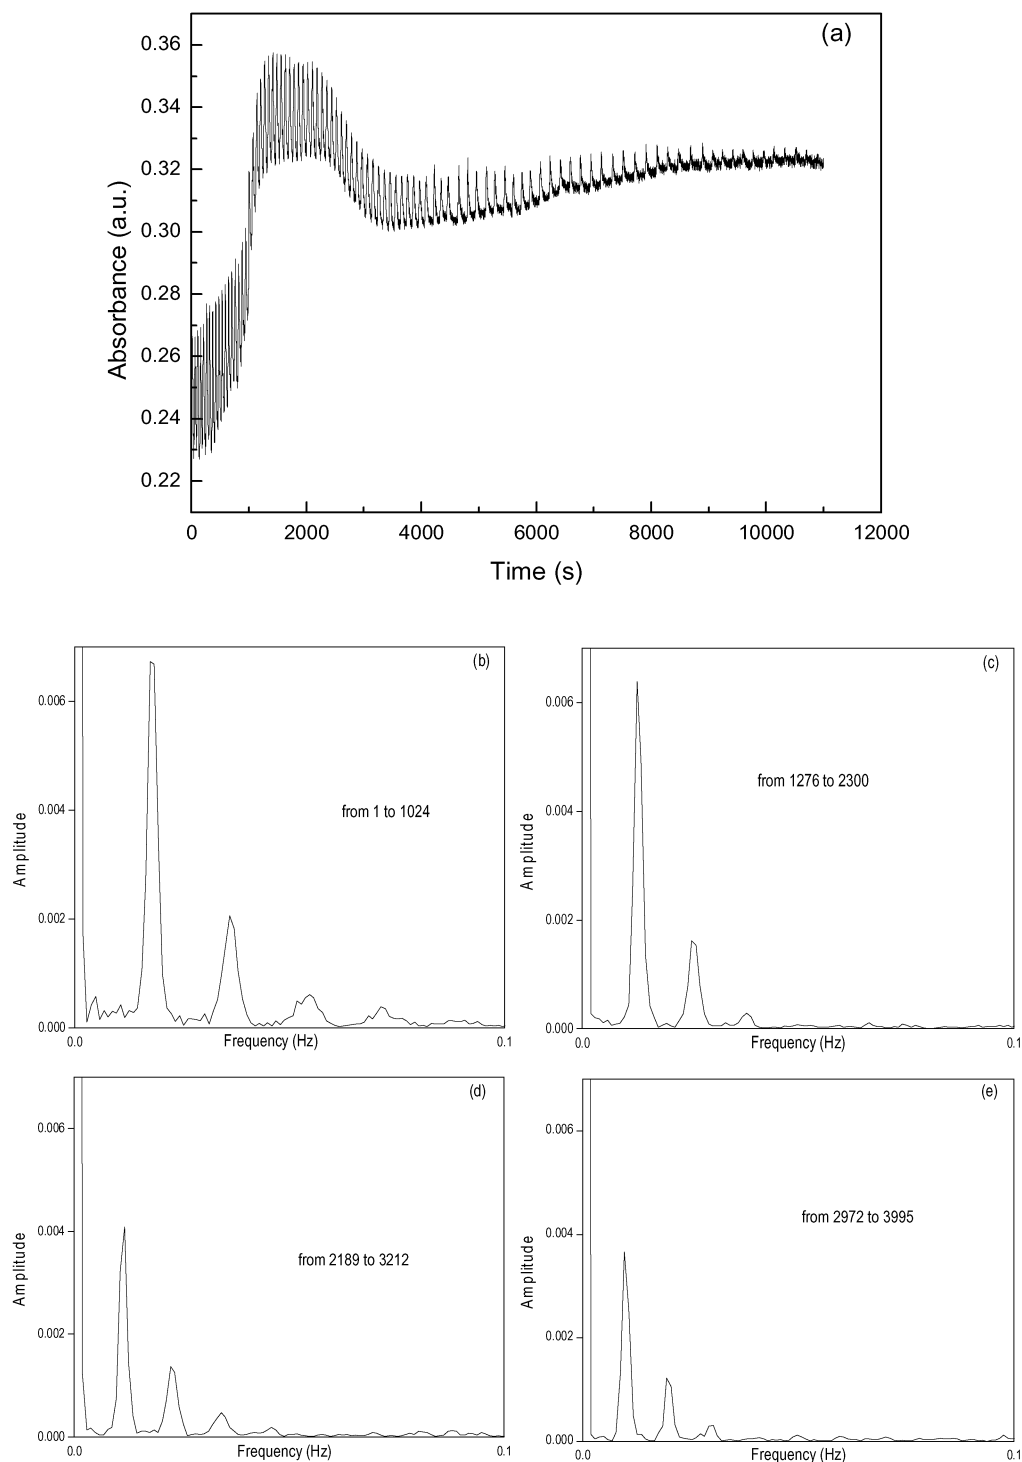 (a)
0.36
0.34
0.32
0.30
0.28
0.26
0.24
0.22
Absorbance (a.u.)
0 2000 4000 6000 8000 10000 12000
Time (s)
(b)
0.006
0.004
0.002
0.000
Amplitude
from 1 to 1024
0.0 Frequency (Hz) 0.1
(c)
0.006
0.004
0.002
0.000
Amplitude
from 1276 to 2300
0.0 Frequency (Hz) 0.1
(d)
0.006
0.004
0.002
0.000
Amplitude
from 2189 to 3212
0.0 Frequency (Hz) 0.1
(e)
0.006
0.004
0.002
0.000
Amplitude
from 2972 to 3995
0.0 Frequency (Hz) 0.1